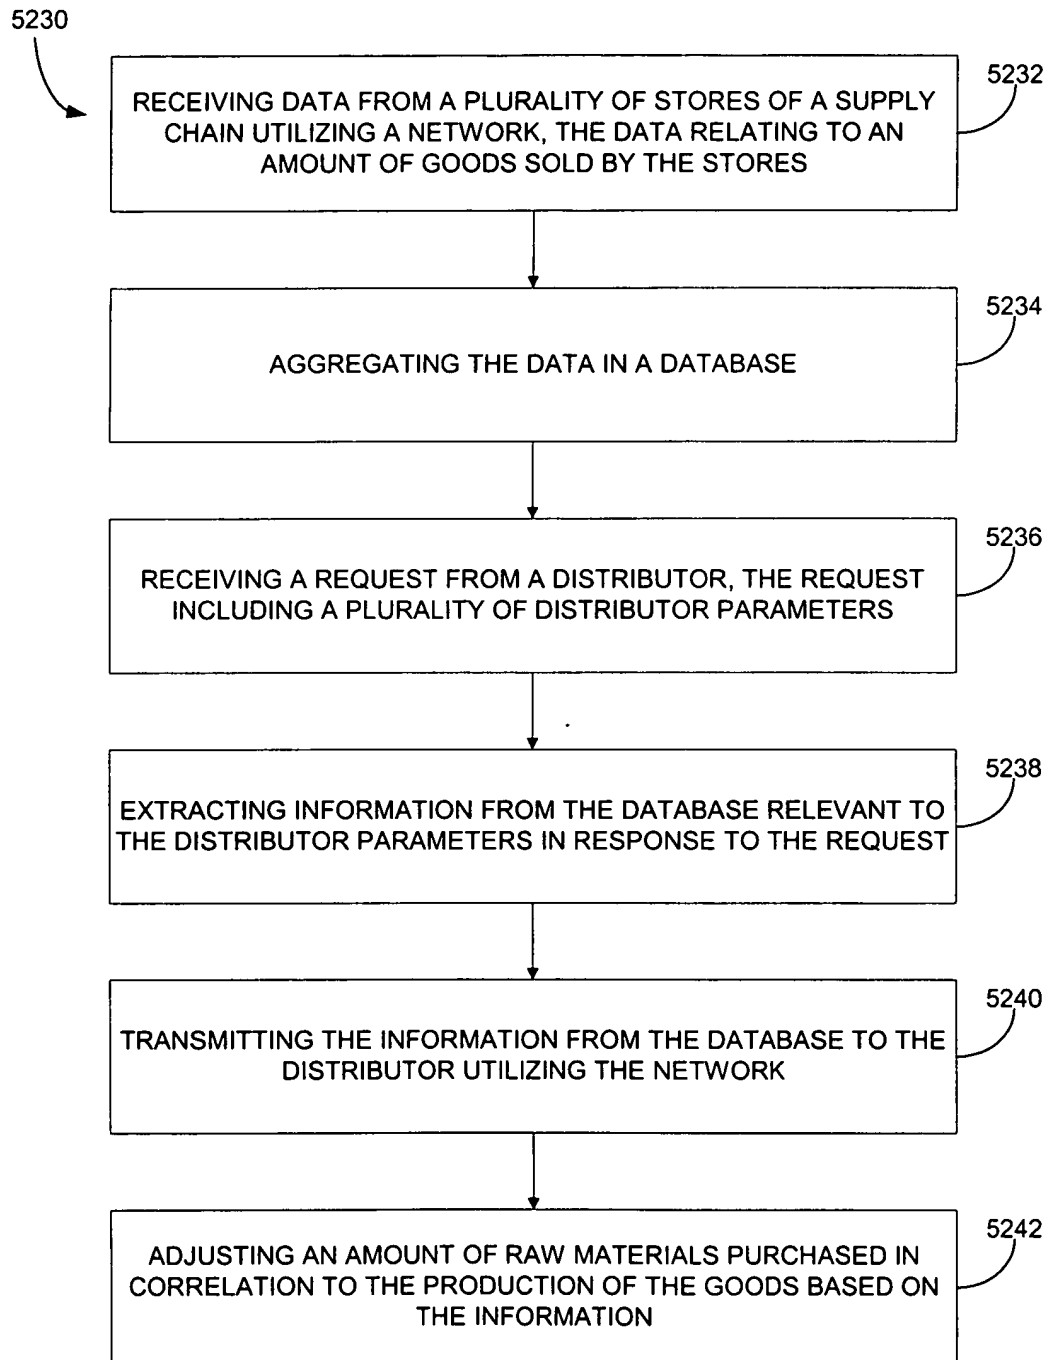 5230
5232
RECEIVING DATA FROM A PLURALITY OF STORES OF A SUPPLY
CHAIN UTILIZING A NETWORK, THE DATA RELATING TO AN
AMOUNT OF GOODS SOLD BY THE STORES
5234
AGGREGATING THE DATA IN A DATABASE
5236
RECEIVING A REQUEST FROM A DISTRIBUTOR, THE REQUEST
INCLUDING A PLURALITY OF DISTRIBUTOR PARAMETERS
5238
EXTRACTING INFORMATION FROM THE DATABASE RELEVANT TO
THE DISTRIBUTOR PARAMETERS IN RESPONSE TO THE REQUEST
5240
TRANSMITTING THE INFORMATION FROM THE DATABASE TO THE
DISTRIBUTOR UTILIZING THE NETWORK
5242
ADJUSTING AN AMOUNT OF RAW MATERIALS PURCHASED IN
CORRELATION TO THE PRODUCTION OF THE GOODS BASED ON
THE INFORMATION